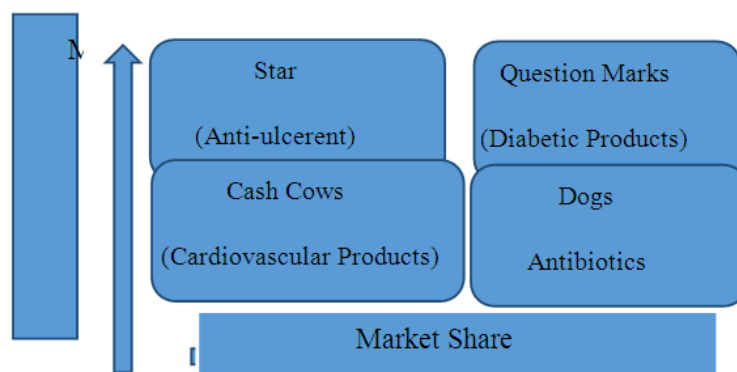 Star
(Anti-ulcerent)
Question Marks
(Diabetic Products)
Cash Cows
(Cardiovascular Products)
Dogs
Antibiotics
Market Share